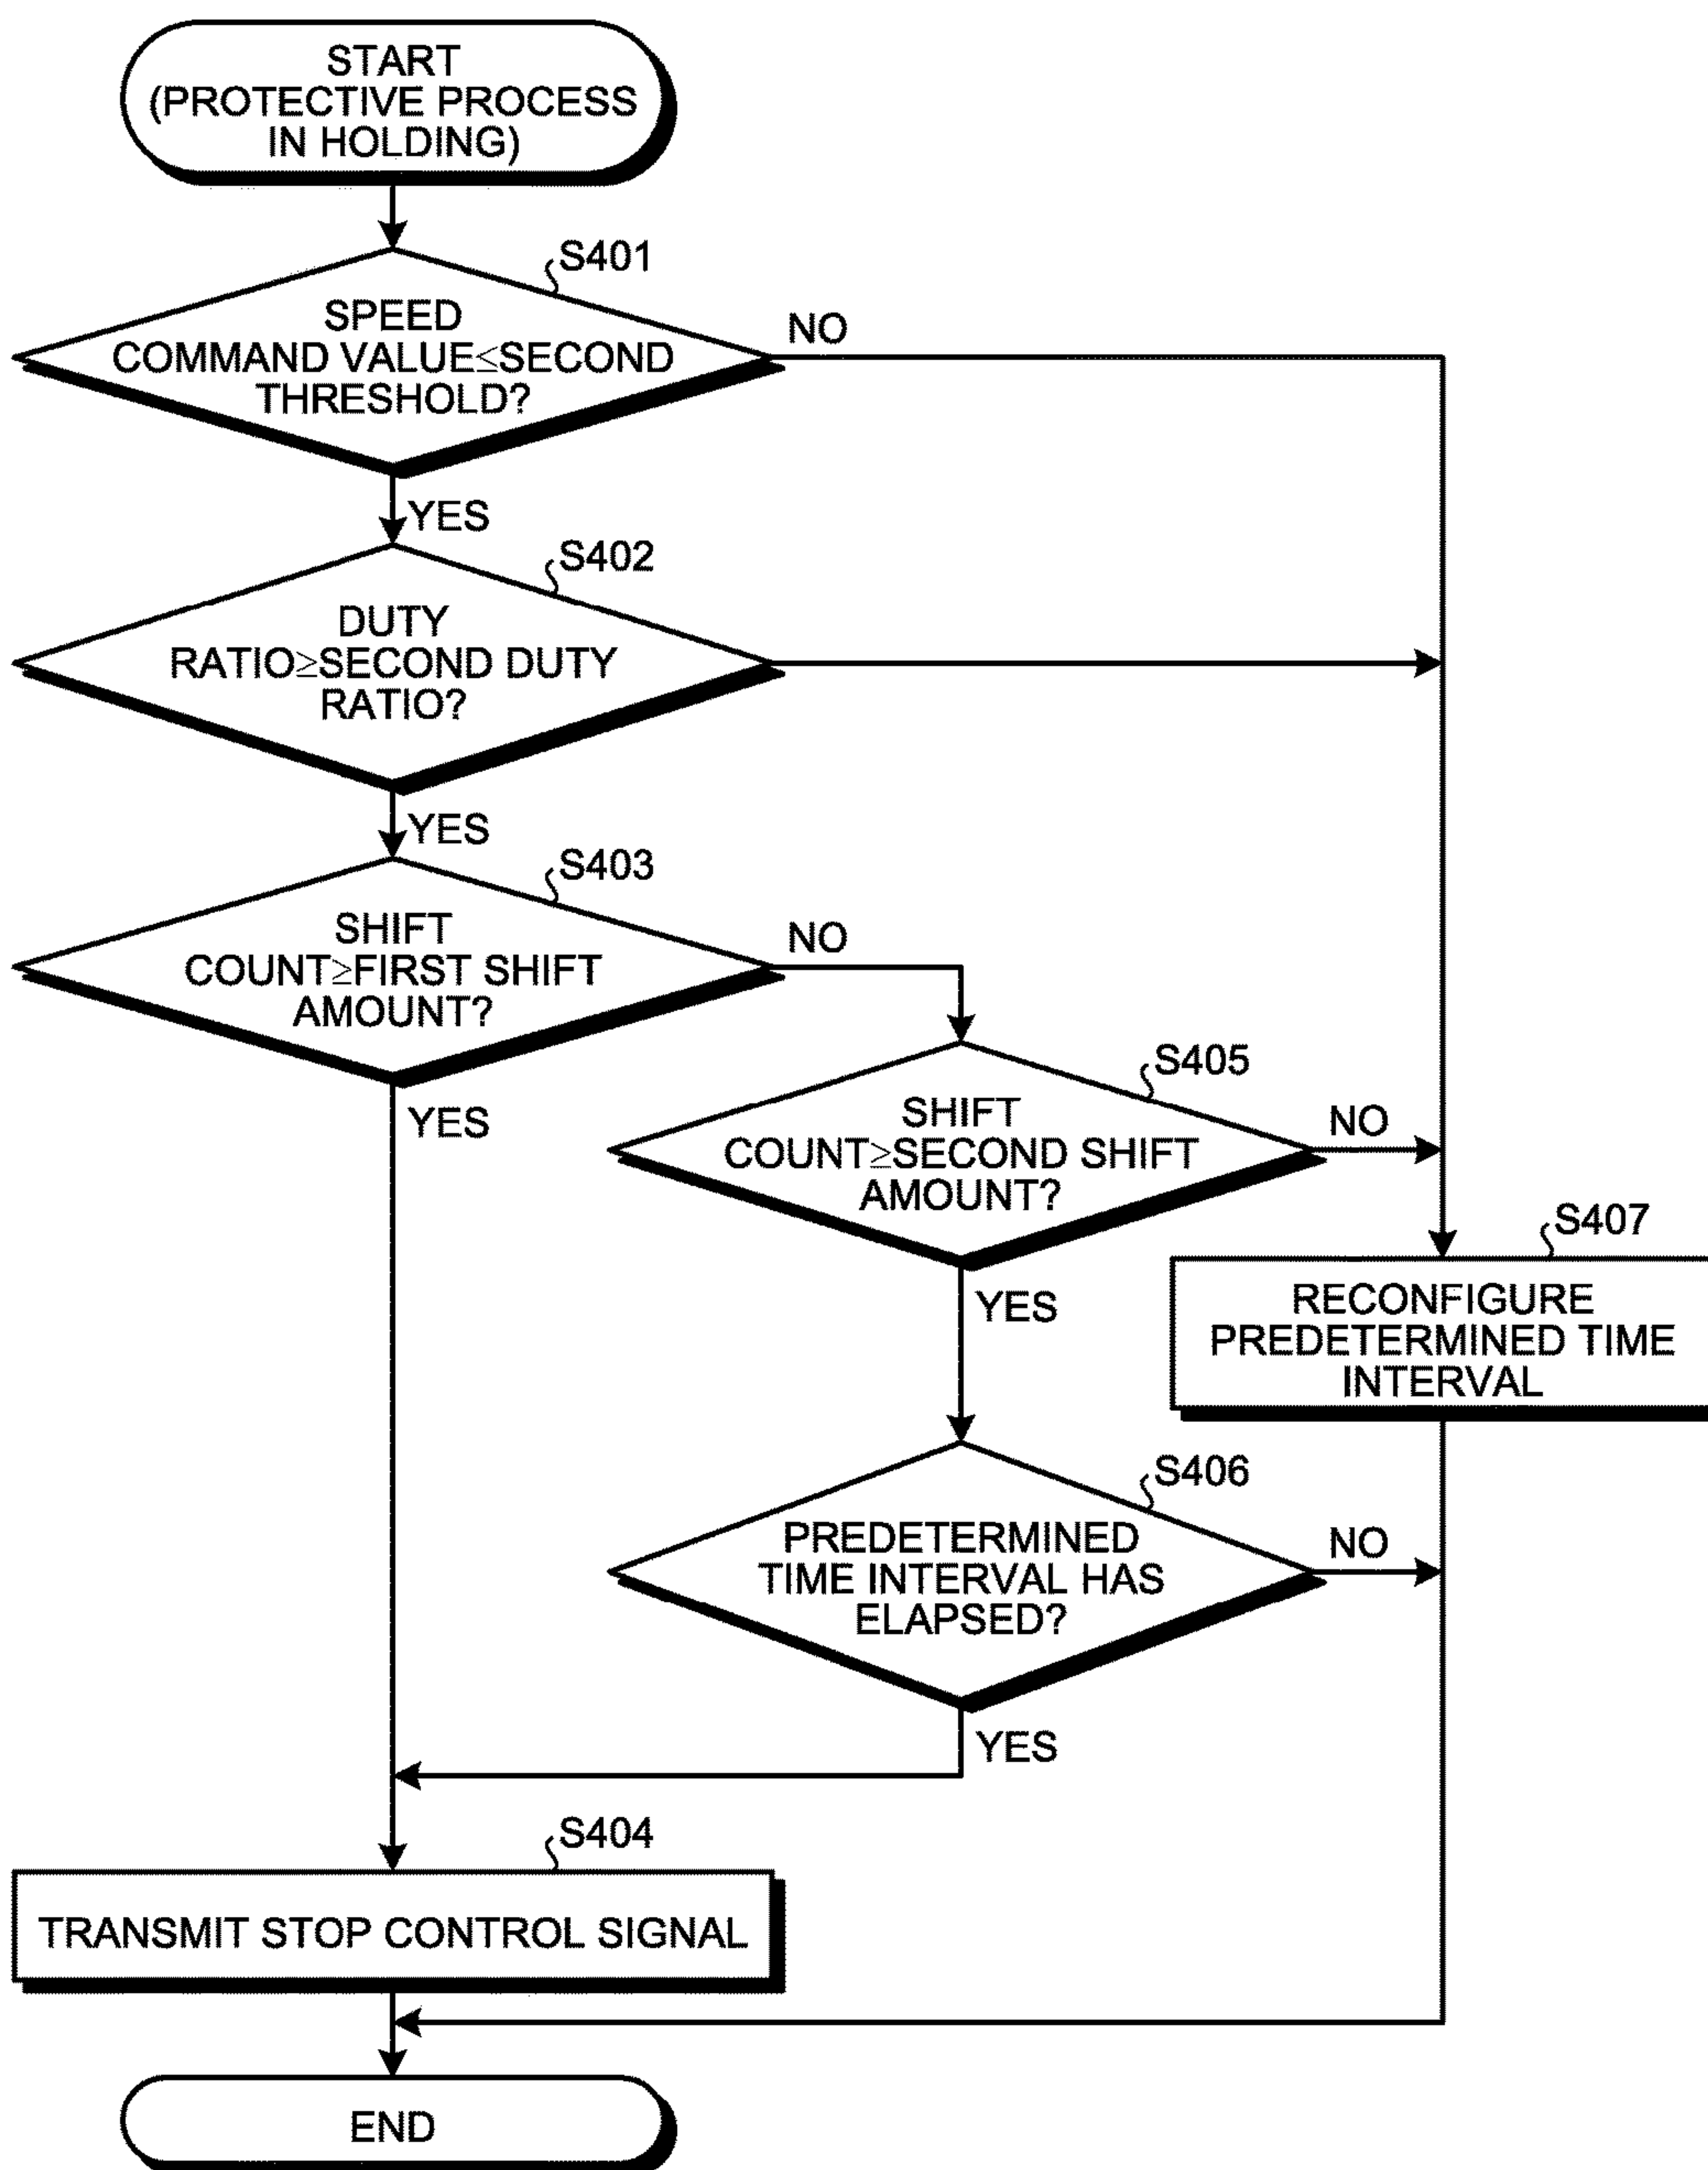 START
(PROTECTIVE PROCESS
IN HOLDING)
S401
SPEED
COMMAND VALUE≤SECOND
THRESHOLD?
NO
YES
S402
DUTY
RATIO≥SECOND DUTY
RATIO?
YES
S403
SHIFT
COUNT≥FIRST SHIFT
AMOUNT?
NO
YES
S405
SHIFT
COUNT≥SECOND SHIFT
AMOUNT?
NO
YES
S407
RECONFIGURE
PREDETERMINED TIME
INTERVAL
S406
PREDETERMINED
TIME INTERVAL HAS
ELAPSED?
NO
YES
S404
TRANSMIT STOP CONTROL SIGNAL
END